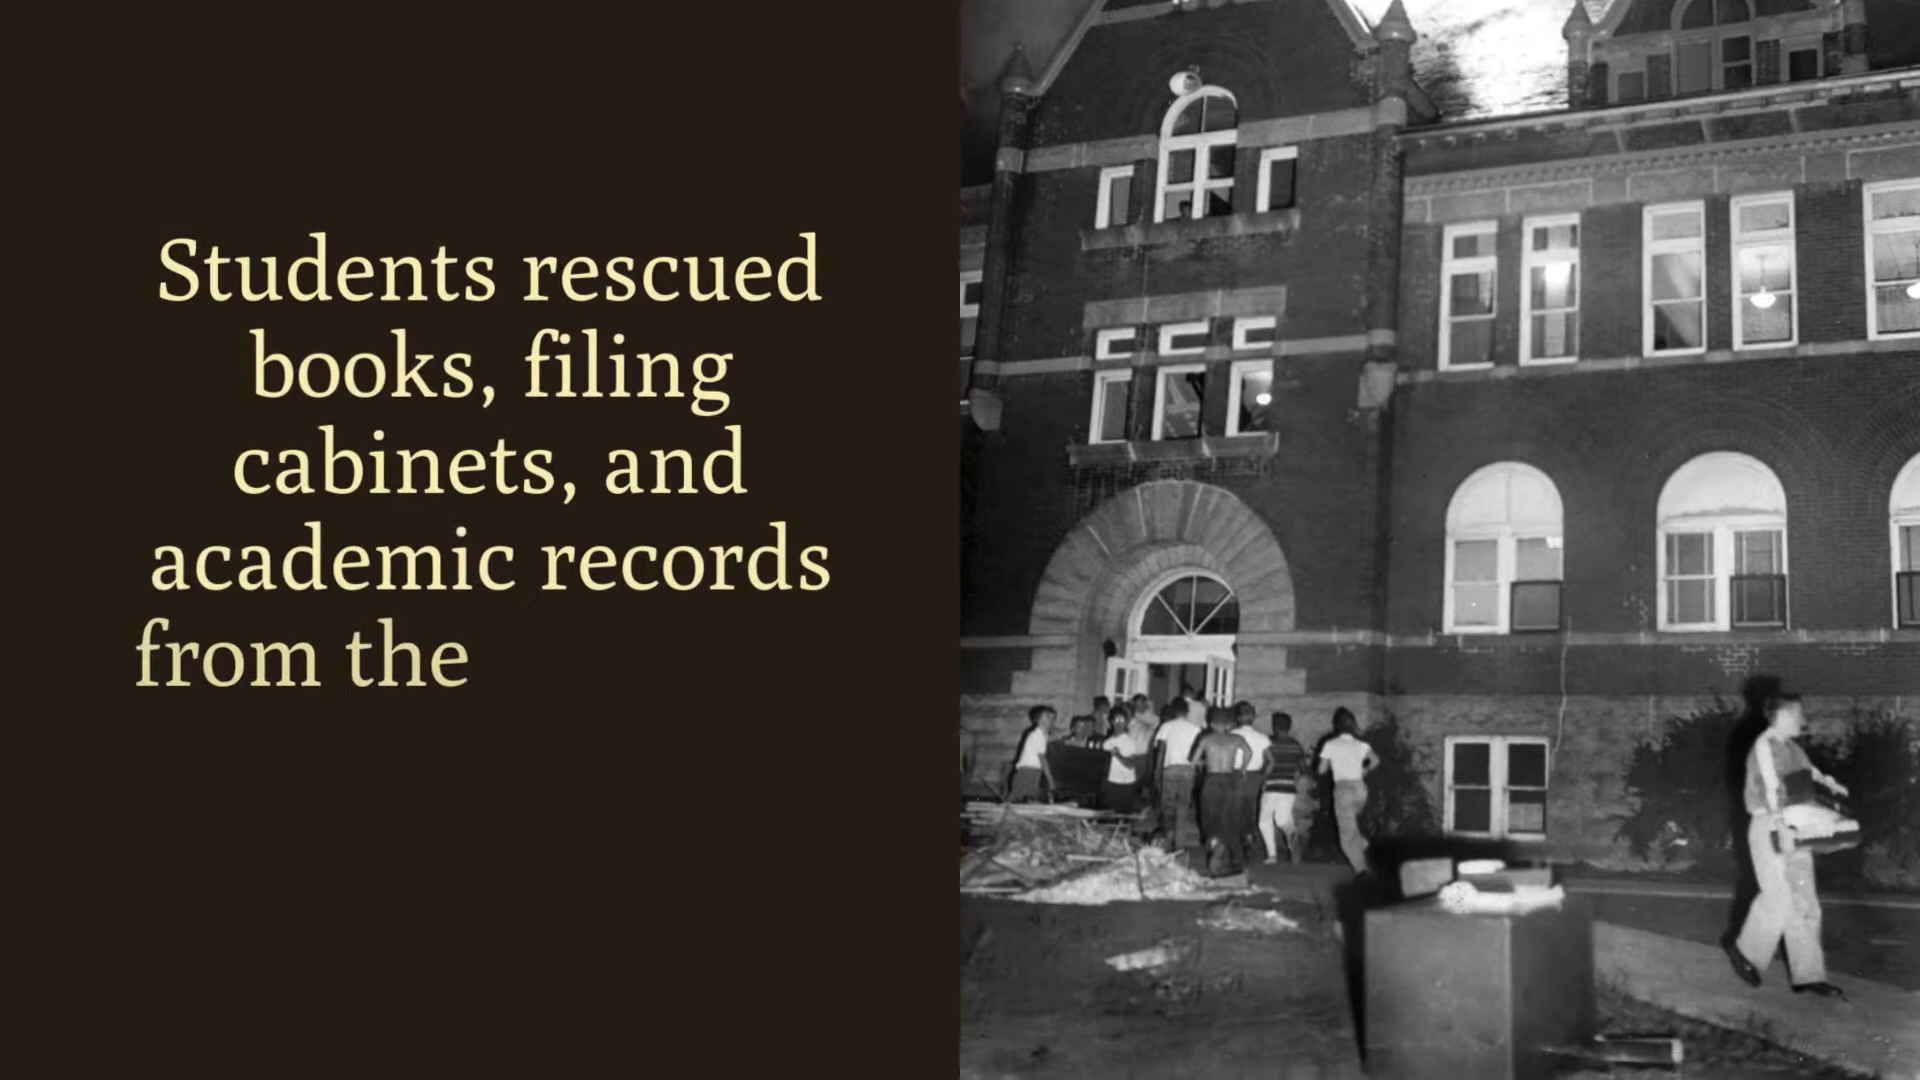 Students rescued
books, filing
cabinets, and
academic records
from the